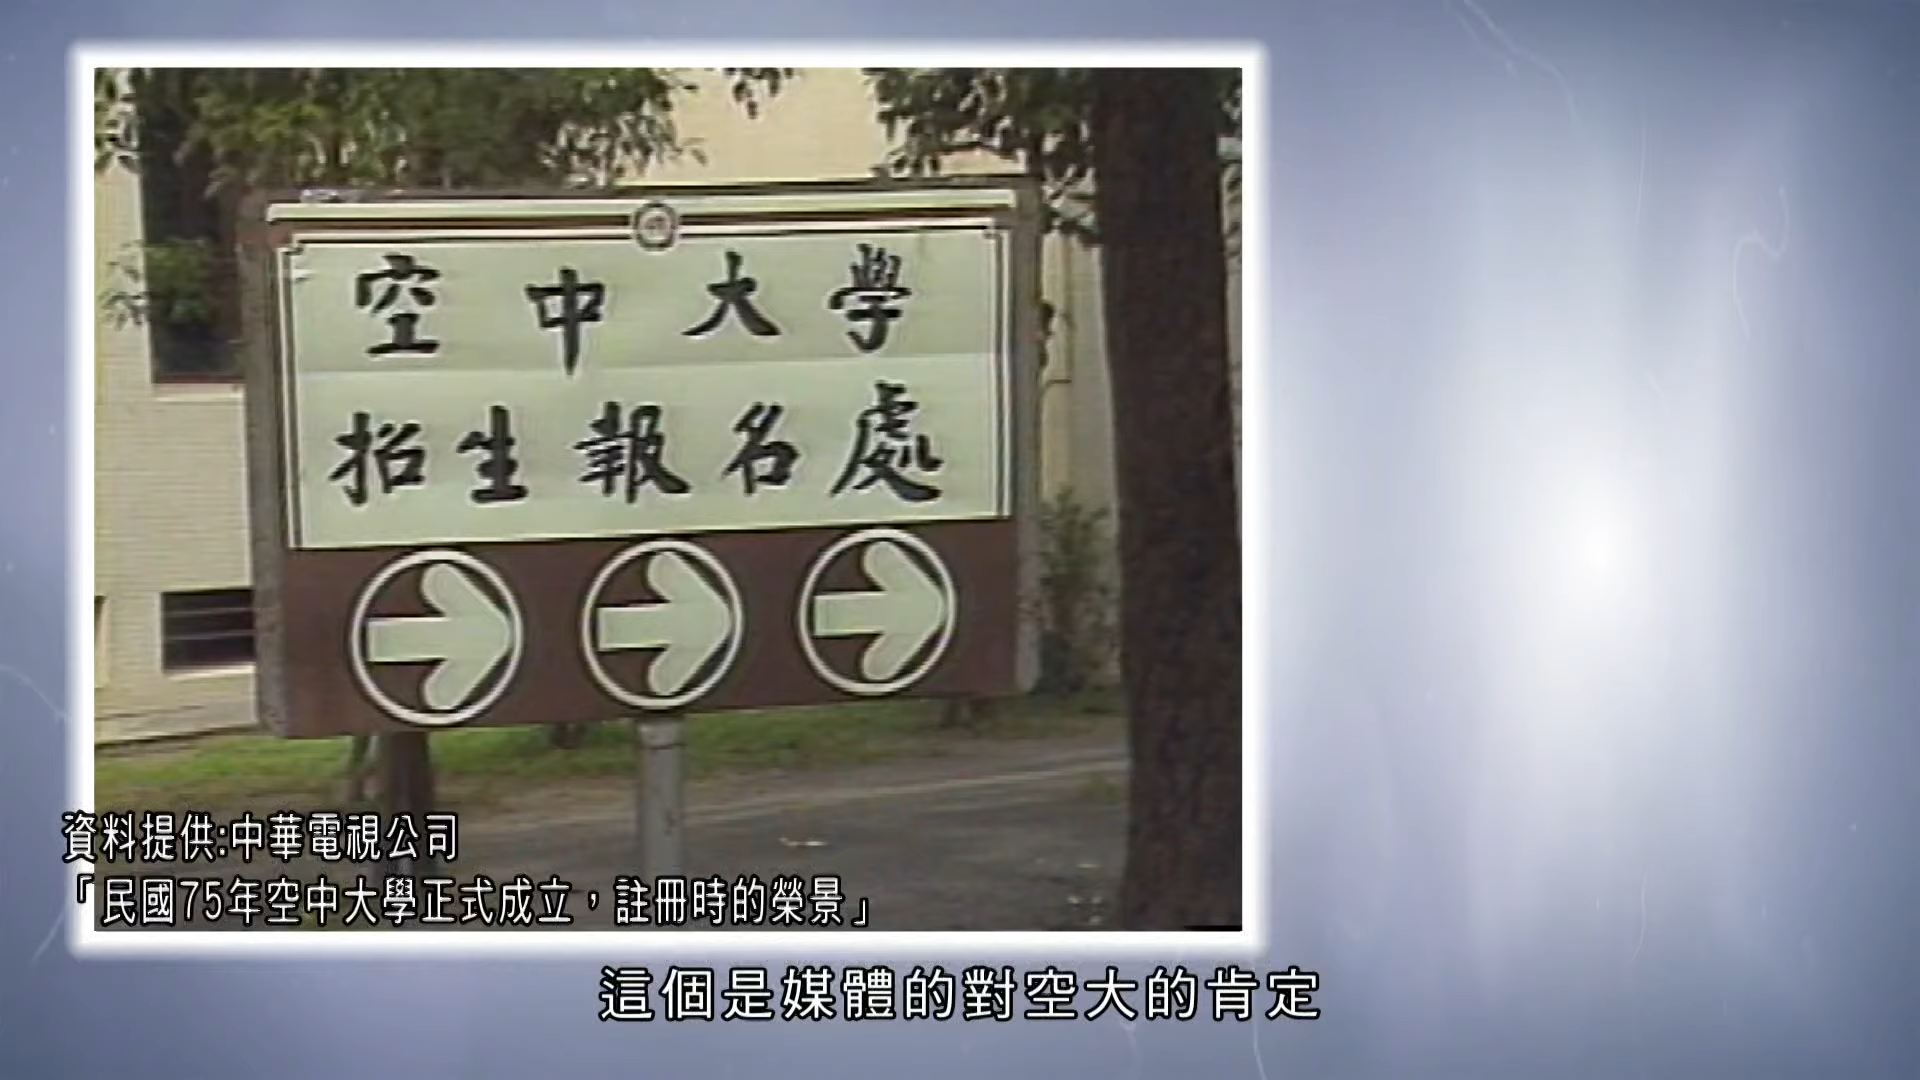 空中大學
招生報名處
資料提供:中華電視公司
「民國75年空中大學正式成立，註冊時的榮景」
這個是媒體的對空大的肯定